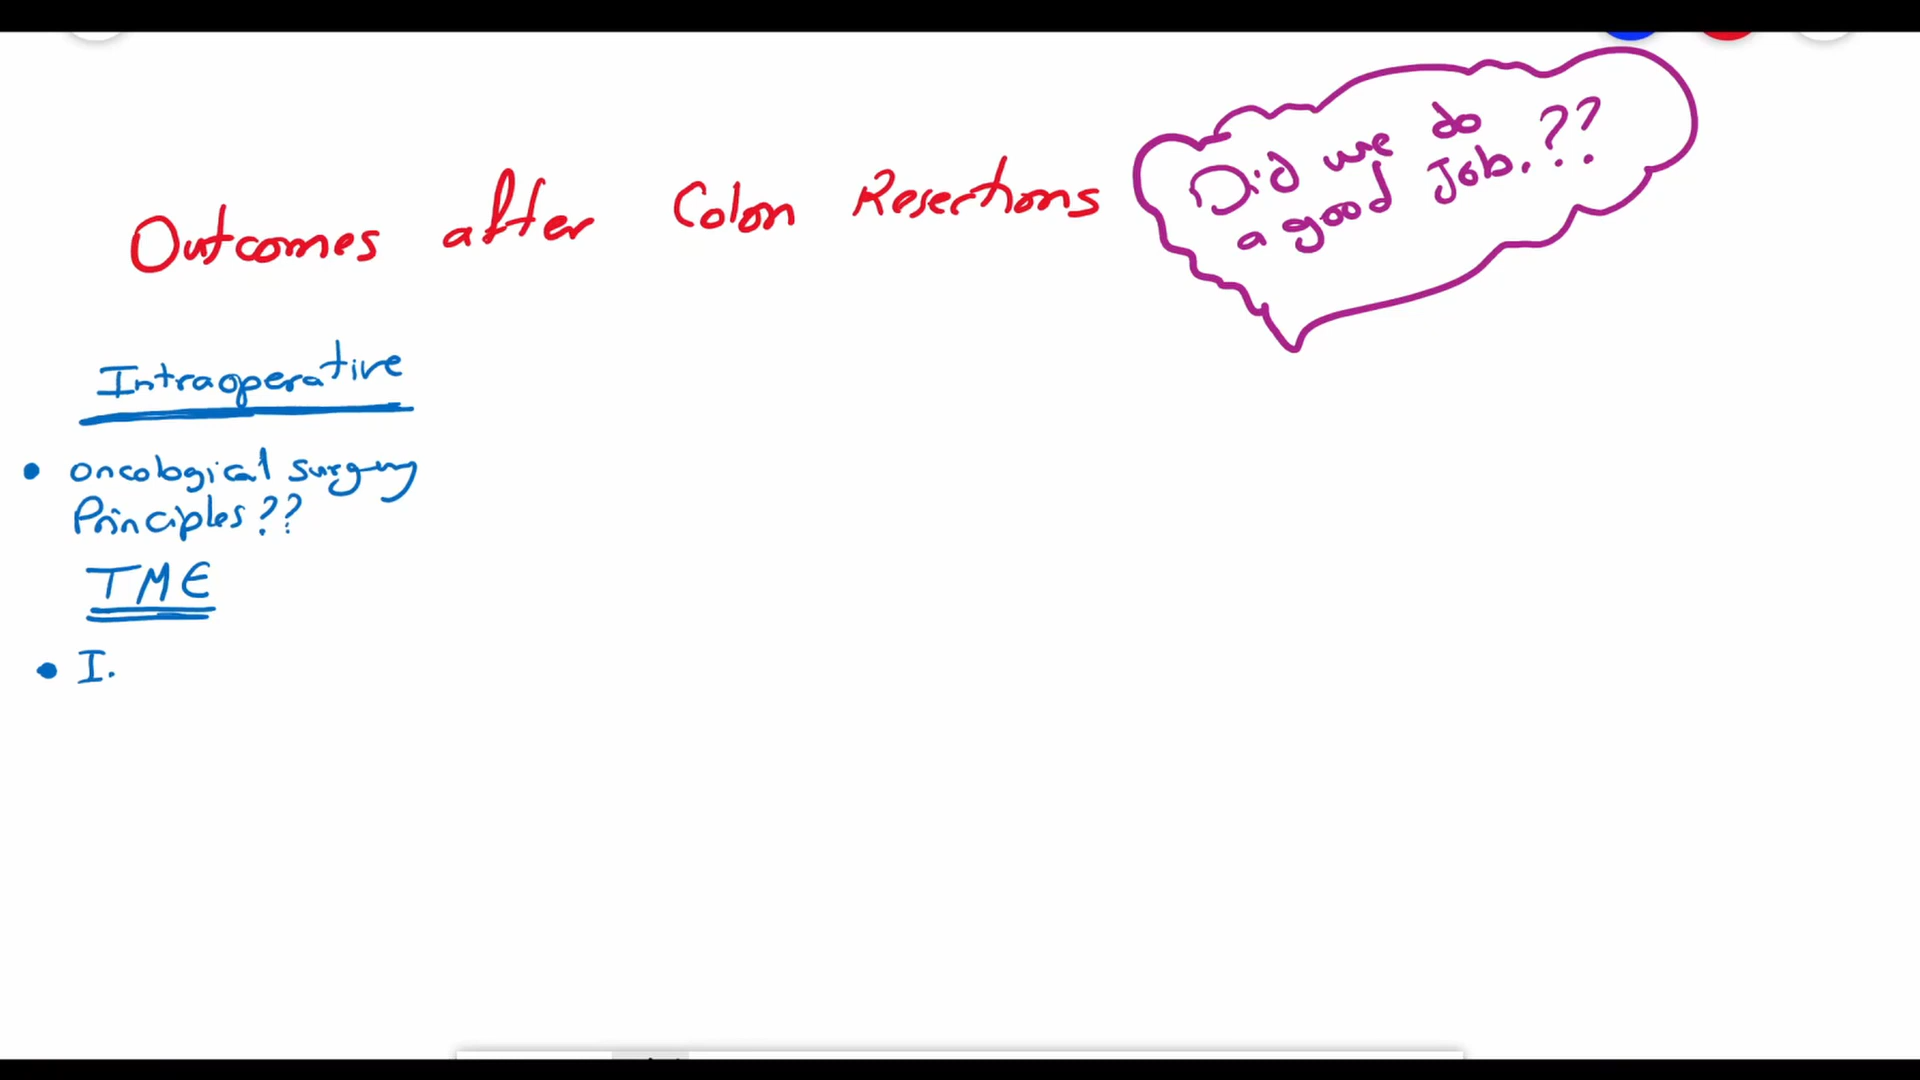 Outcomes after Colon Resections
Did we do
a good Job.??
Intraoperative
• oncological surgery
Principles??
TME
• I.